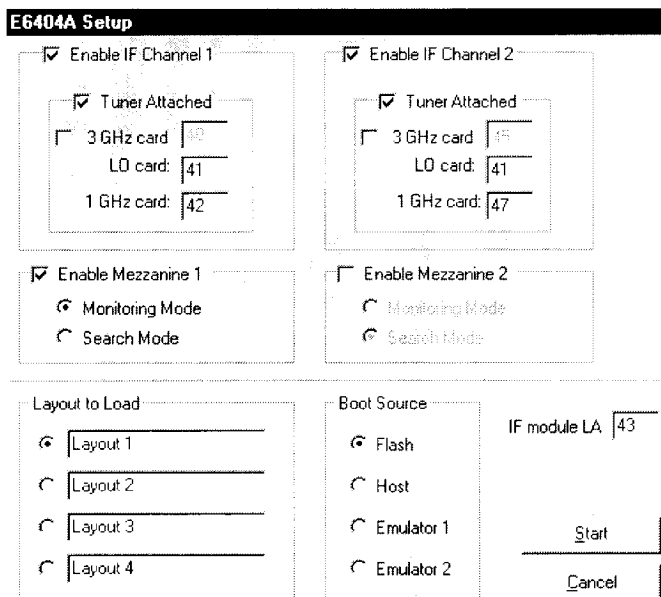 E6404A Setup
Enable IF Channel 1
Tuner Attached
3 GHz card 40
LO card: 41
1 GHz card: 42
Enable IF Channel 2
Tuner Attached
3 GHz card
LO card: 41
1 GHz card: 47
Enable Mezzanine 1
Monitoring Mode
Search Mode
Enable Mezzanine 2
Monitoring Mode
Search Mode
Layout to Load
Layout 1
Layout 2
Layout 3
Layout 4
Boot Source
Flash
Host
Emulator 1
Emulator 2
IF module LA 43
Start
Cancel